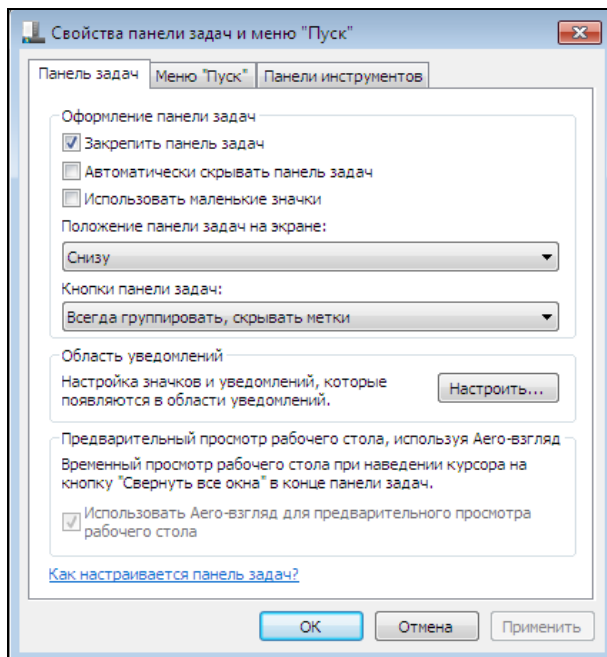 Свойства панели задач и меню "Пуск"
Панель задач Меню "Пуск" Панели инструментов
Оформление панели задач
Закрепить панель задач
Автоматически скрывать панель задач
Использовать маленькие значки
Положение панели задач на экране:
Снизу
Кнопки панели задач:
Всегда группировать, скрывать метки
Область уведомлений
Настройка значков и уведомлений, которые
появляются в области уведомлений.
Настроить...
Предварительный просмотр рабочего стола, используя Aero-взгляд
Временный просмотр рабочего стола при наведении курсора на
кнопку "Свернуть все окна" в конце панели задач.
Использовать Aero-взгляд для предварительного просмотра
рабочего стола
Как настраивается панель задач?
ОК Отмена Применить